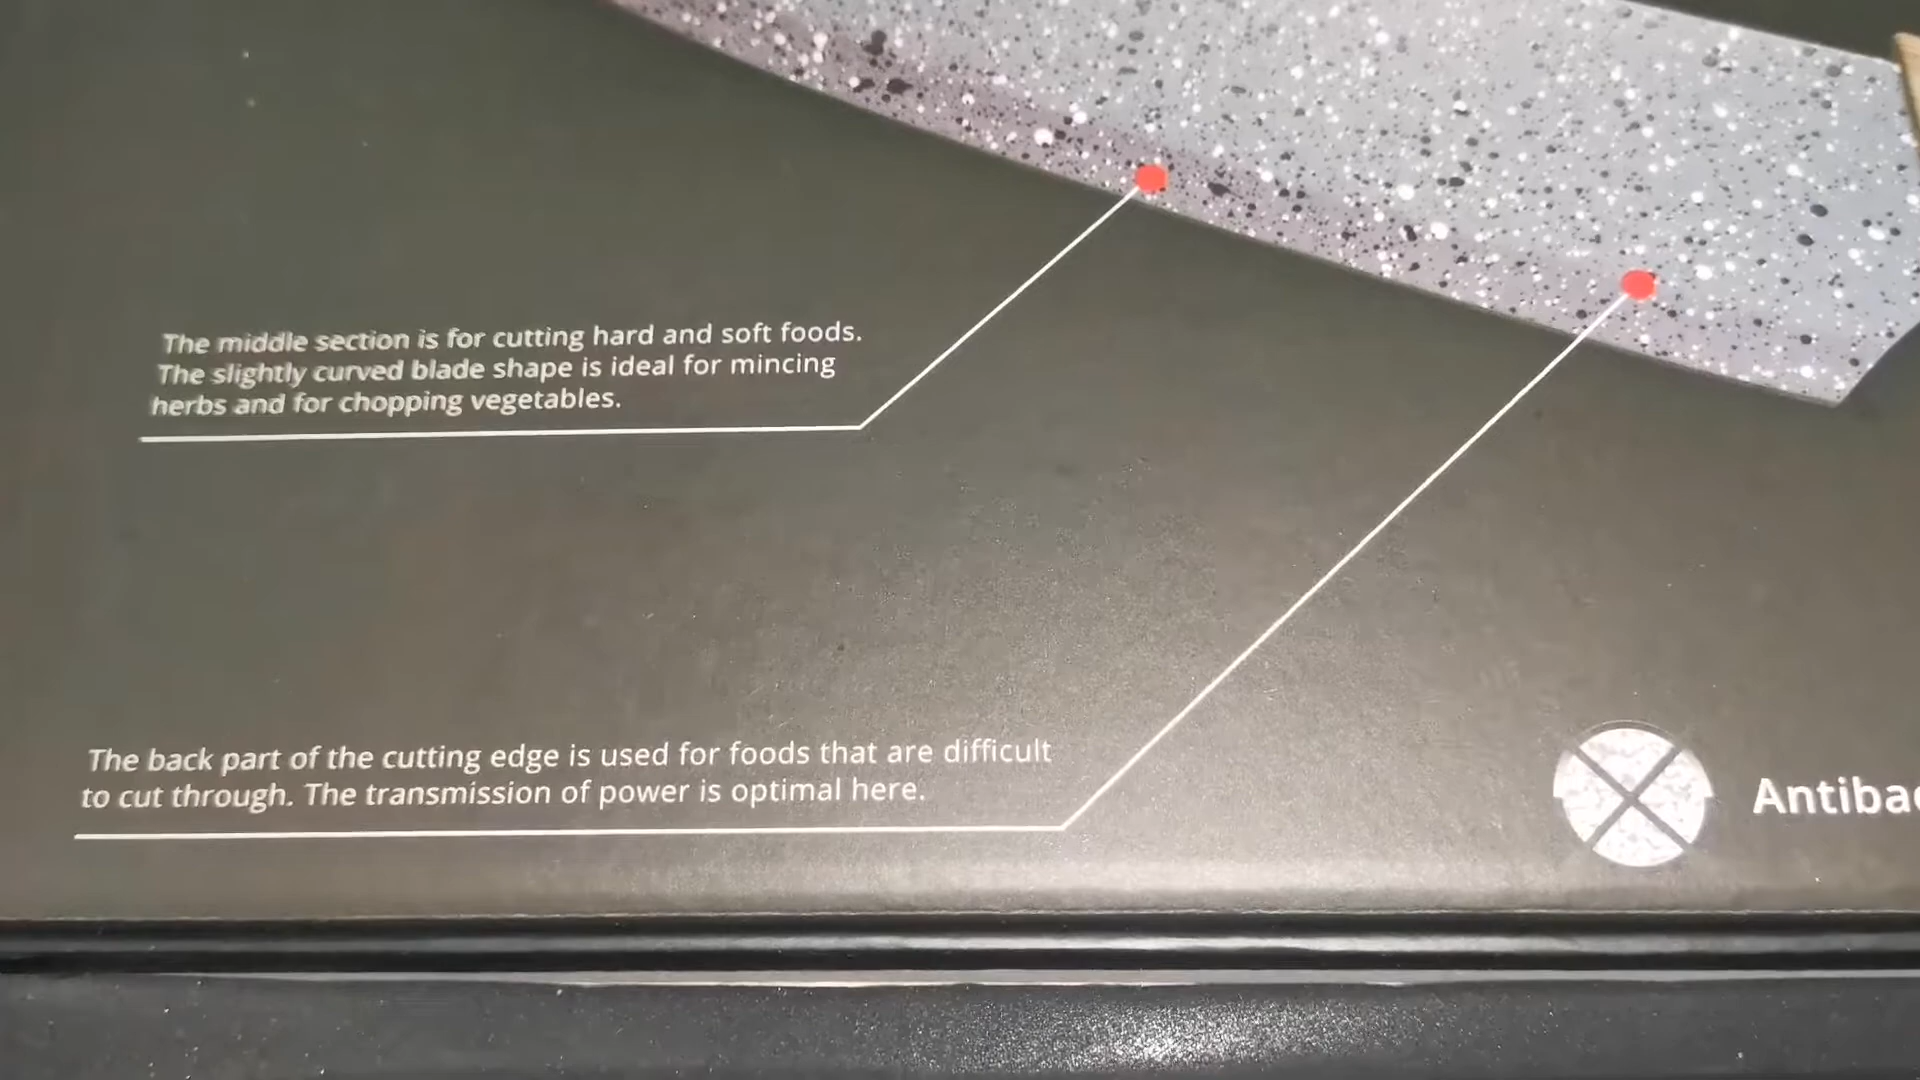 The middle section is for cutting hard and soft foods.
The slightly curved blade shape is ideal for mincing
herbs and for chopping vegetables.
The back part of the cutting edge is used for foods that are difficult
to cut through. The transmission of power is optimal here.